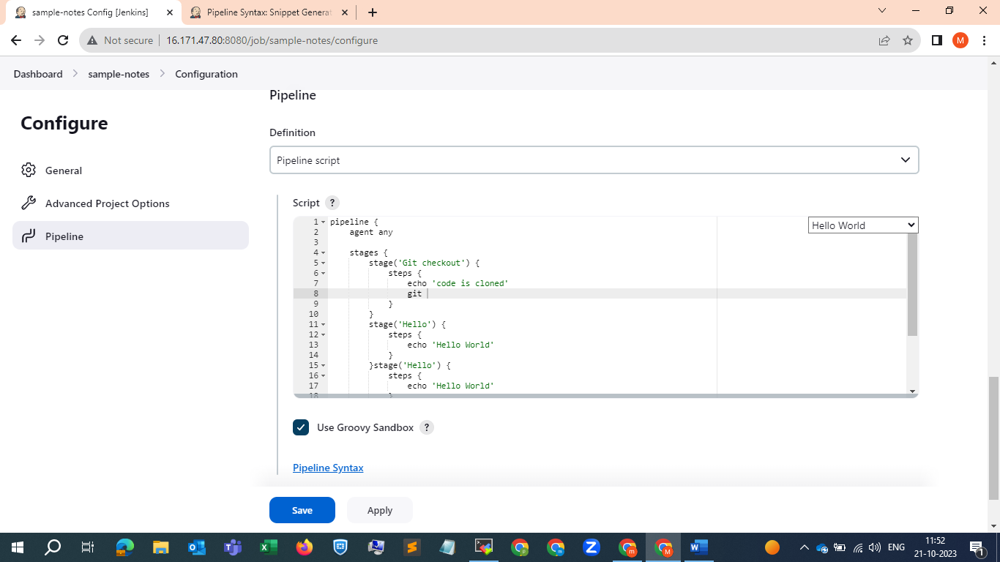 sample-notes Config [Jenkins]
Pipeline Syntax: Snippet Generat
Not secure
16.171.47.80:8080/job/sample-notes/configure
M
Dashboard
sample-notes
Configuration
Configure
General
Advanced Project Options
Pipeline
Pipeline
Definition
Pipeline script
Script ?
Hello World
1 pipeline {
2 agent any
3
4 stages {
5 stage('Git checkout') {
6 steps {
7 echo 'code is cloned'
8 git
9 }
10 }
11 stage('Hello') {
12 steps {
13 echo 'Hello World'
14 }
15 }stage('Hello') {
16 steps {
17 echo 'Hello World'
18 }
Use Groovy Sandbox ?
Pipeline Syntax
Save
Apply
ENG
11:52
21-10-2023
1